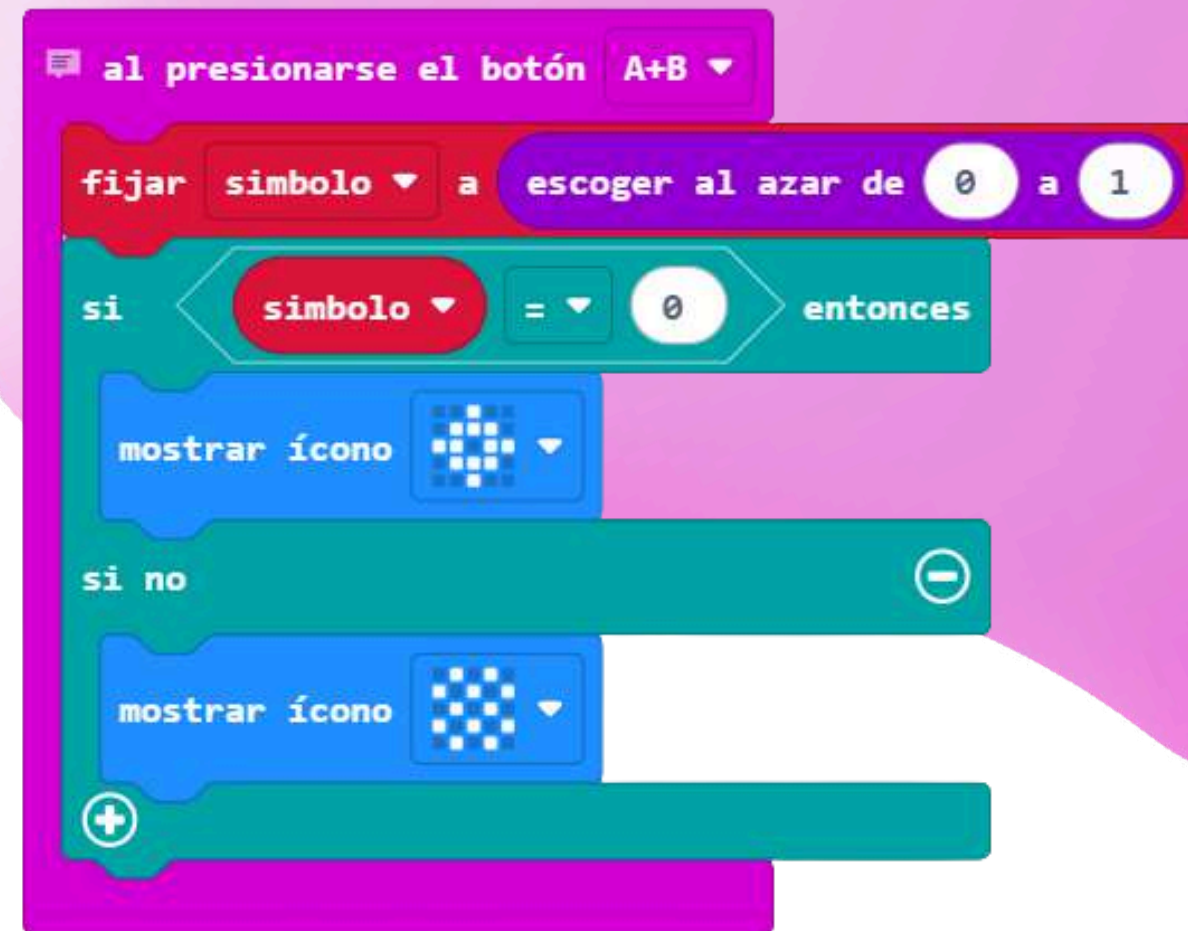 al presionarse el botón A+B
fijar simbolo a escoger al azar de 0 a 1
si simbolo = 0 entonces
mostrar ícono
si no
mostrar ícono